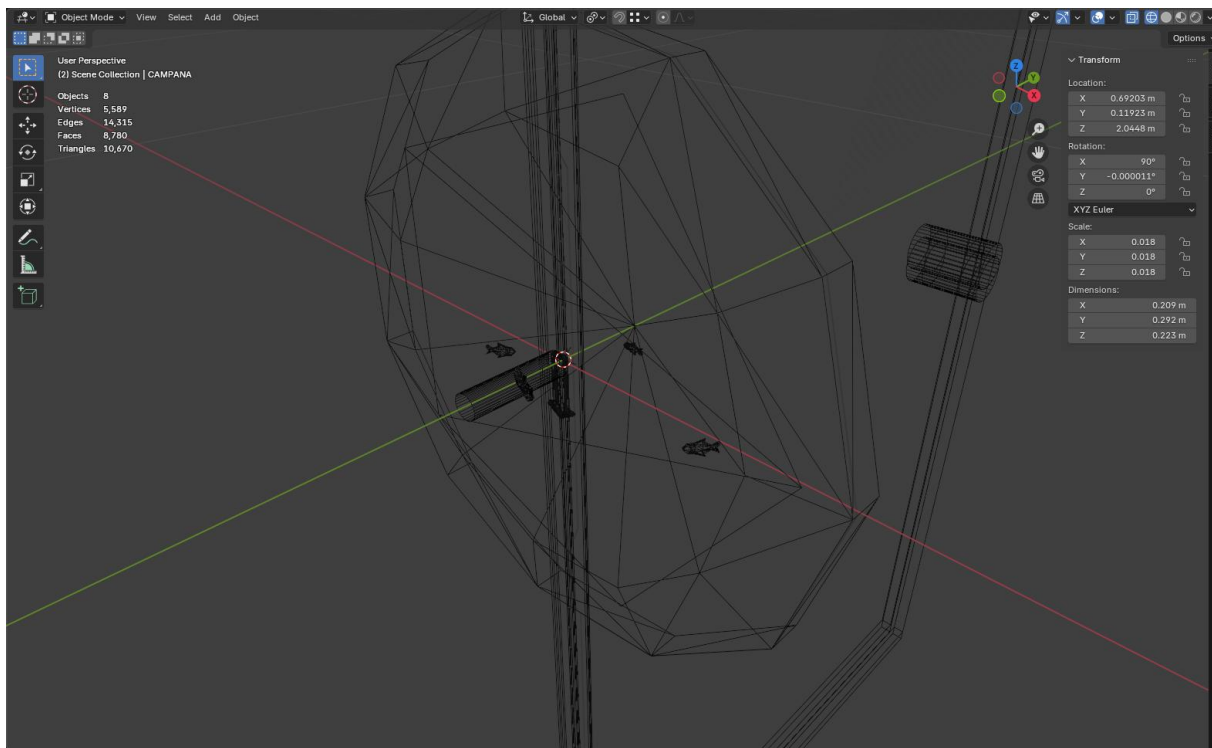 Object Mode View Select Add Object Global
Options
User Perspective
(2) Scene Collection | CAMPANA
Objects 8
Vertices 5,589
Edges 14,315
Faces 8,780
Triangles 10,670
Z
Y
X
Transform
Location:
X 0.69203 m
Y 0.11923 m
Z 2.0448 m
Rotation:
X 90°
Y -0.000011°
Z 0°
XYZ Euler
Scale:
X 0.018
Y 0.018
Z 0.018
Dimensions:
X 0.209 m
Y 0.292 m
Z 0.223 m